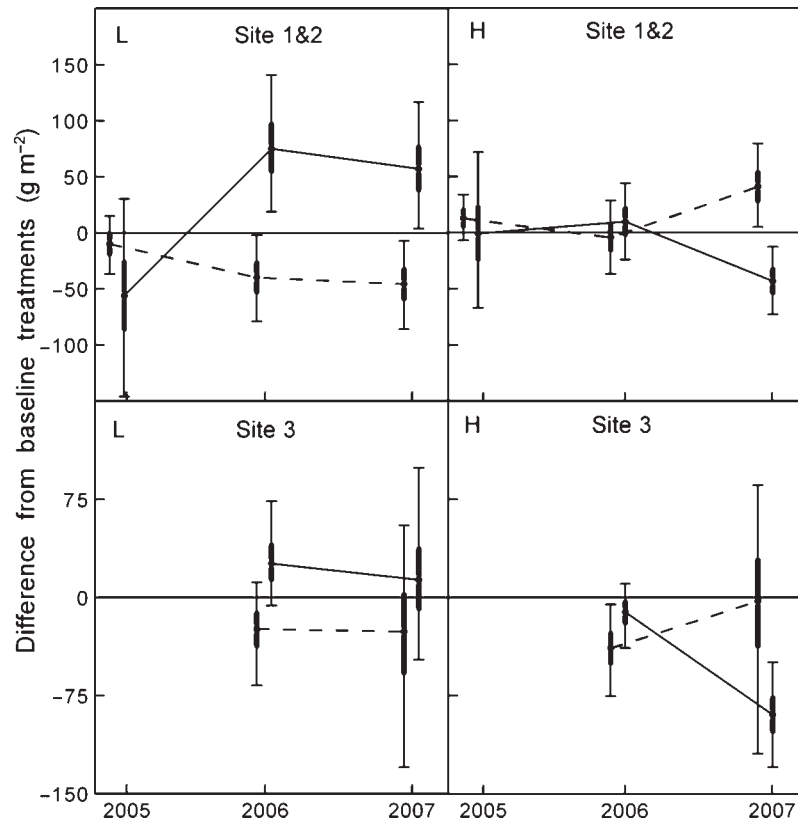 Difference from baseline treatments (g m⁻²)
L Site 1&2
H Site 1&2
150
100
50
0
−50
−100
L Site 3
H Site 3
75
0
−75
−150
2005 2006 2007
2005 2006 2007